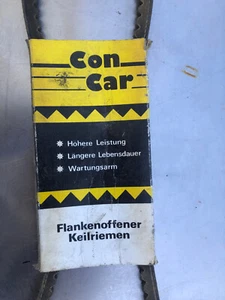 Con
Car
✸ Höhere Leistung
✸ Längere Lebensdauer
✸ Wartungsarm
Flankenoffener
Keilriemen